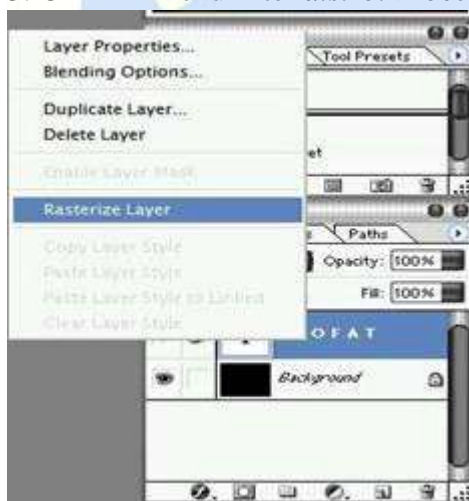 Layer Properties...
Blending Options...
Tool Presets
Duplicate Layer...
Delete Layer
et
Enable Layer Mask
Rasterize Layer
Paths
Copy Layer Style
Opacity: 100%
Paste Layer Style
Fill: 100%
Paste Layer Style to Linked
Clear Layer Style
O F A T
Background